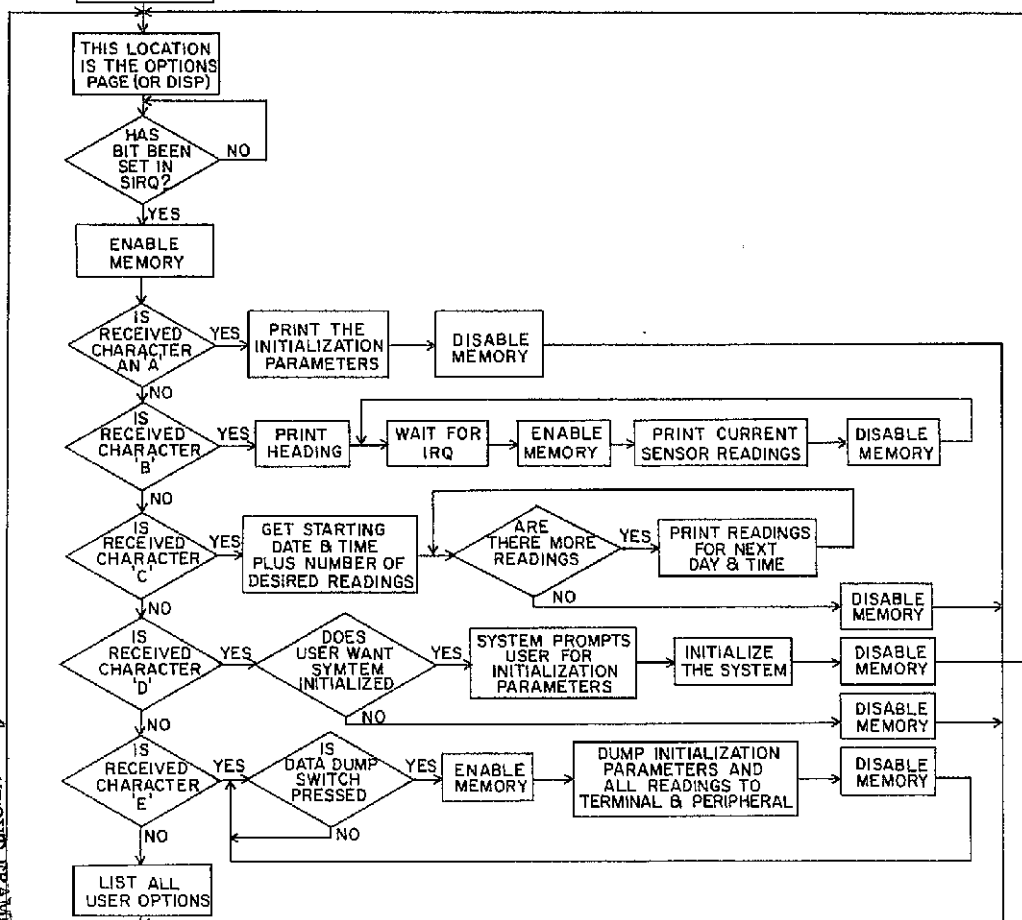 THIS LOCATION
IS THE OPTIONS
PAGE (OR DISP)
HAS
BIT BEEN
SET IN
SIRQ?
NO
YES
ENABLE
MEMORY
IS
RECEIVED
CHARACTER
AN 'A'
YES
PRINT THE
INITIALIZATION
PARAMETERS
DISABLE
MEMORY
NO
IS
RECEIVED
CHARACTER
'B'
YES
PRINT
HEADING
WAIT FOR
IRQ
ENABLE
MEMORY
PRINT CURRENT
SENSOR READINGS
DISABLE
MEMORY
NO
IS
RECEIVED
CHARACTER
'C'
YES
GET STARTING
DATE & TIME
PLUS NUMBER OF
DESIRED READINGS
ARE
THERE MORE
READINGS
YES
PRINT READINGS
FOR NEXT
DAY & TIME
NO
DISABLE
MEMORY
NO
IS
RECEIVED
CHARACTER
'D'
YES
DOES
USER WANT
SYMTEM
INITIALIZED
YES
SYSTEM PROMPTS
USER FOR
INITIALIZATION
PARAMETERS
INITIALIZE
THE SYSTEM
DISABLE
MEMORY
NO
DISABLE
MEMORY
NO
IS
RECEIVED
CHARACTER
'E'
YES
IS
DATA DUMP
SWITCH
PRESSED
YES
ENABLE
MEMORY
DUMP INITIALIZATION
PARAMETERS AND
ALL READINGS TO
TERMINAL & PERIPHERAL
DISABLE
MEMORY
NO
NO
LIST ALL
USER OPTIONS